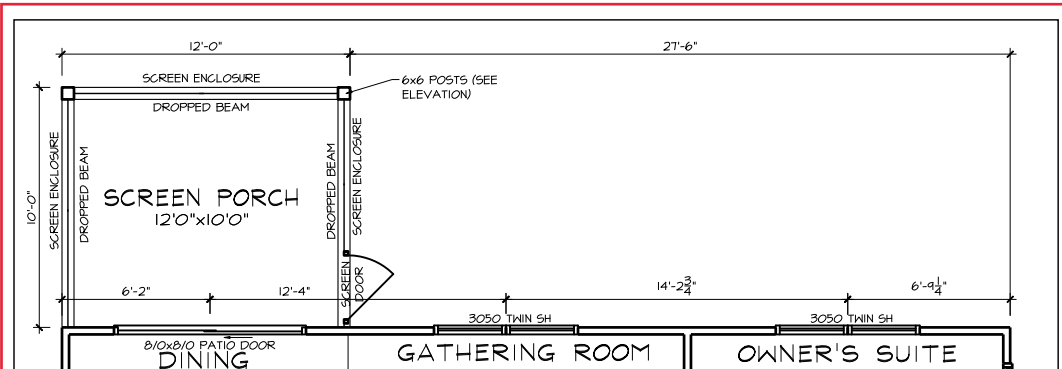 12'-0"
27'-6"
SCREEN ENCLOSURE
6x6 POSTS (SEE
ELEVATION)
DROPPED BEAM
SCREEN ENCLOSURE
DROPPED BEAM
10'-0"
SCREEN PORCH
12'0"x10'0"
DROPPED BEAM
SCREEN ENCLOSURE
SCREEN
DOOR
6'-2"
12'-4"
14'-2 3/4"
6'-9 1/4"
3050 TWIN SH
3050 TWIN SH
8/0x8/0 PATIO DOOR
DINING
GATHERING ROOM
OWNER'S SUITE